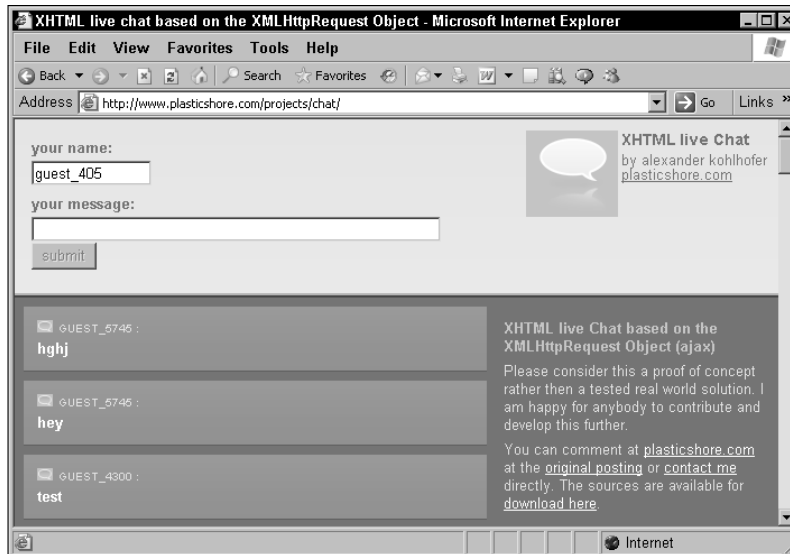 XHTML live chat based on the XMLHttpRequest Object - Microsoft Internet Explorer
File Edit View Favorites Tools Help
Back Search Favorites
Address http://www.plasticshore.com/projects/chat/ Go Links »
your name:
guest_405
your message:
submit
XHTML live Chat
by alexander kohlhofer
plasticshore.com
GUEST_5745 :
hghj
GUEST_5745 :
hey
GUEST_4300 :
test
XHTML live Chat based on the
XMLHttpRequest Object (ajax)
Please consider this a proof of concept
rather then a tested real world solution. I
am happy for anybody to contribute and
develop this further.
You can comment at plasticshore.com
at the original posting or contact me
directly. The sources are available for
download here.
Internet